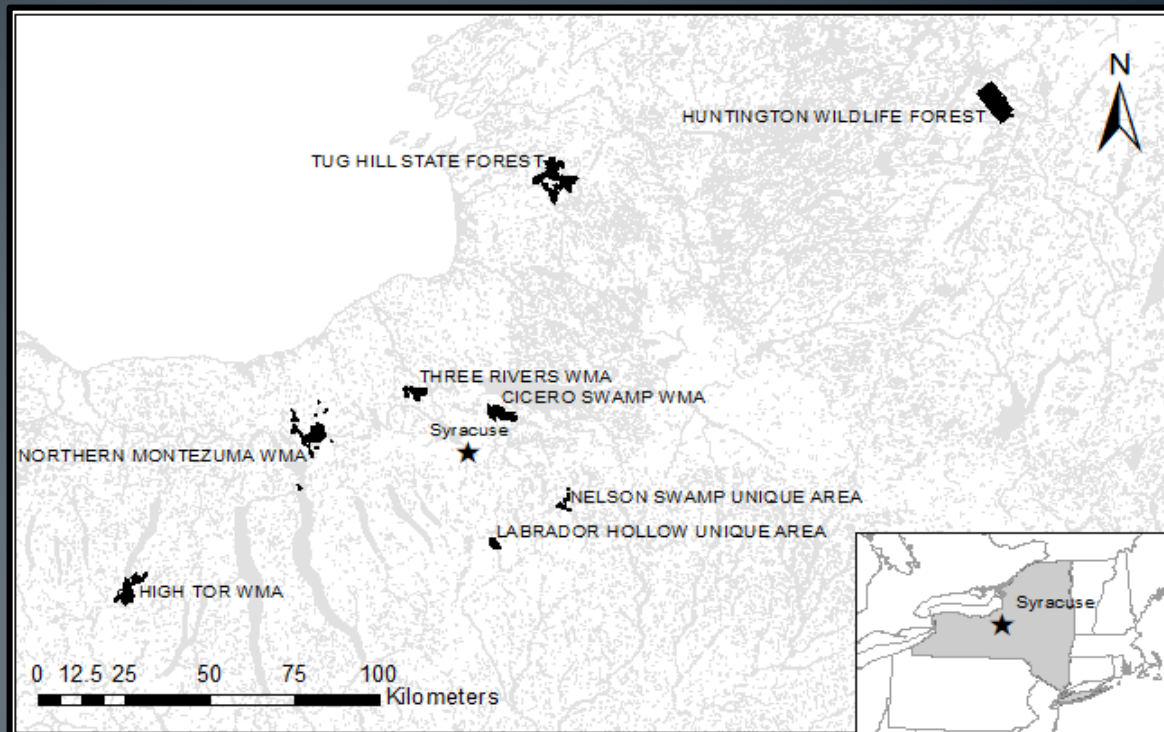 N
HUNTINGTON WILDLIFE FOREST
TUG HILL STATE FOREST
THREE RIVERS WMA
CICERO SWAMP WMA
Syracuse
NORTHERN MONTEZUMA WMA
NELSON SWAMP UNIQUE AREA
LABRADOR HOLLOW UNIQUE AREA
HIGH TOR WMA
Syracuse
0 12.5 25 50 75 100
Kilometers